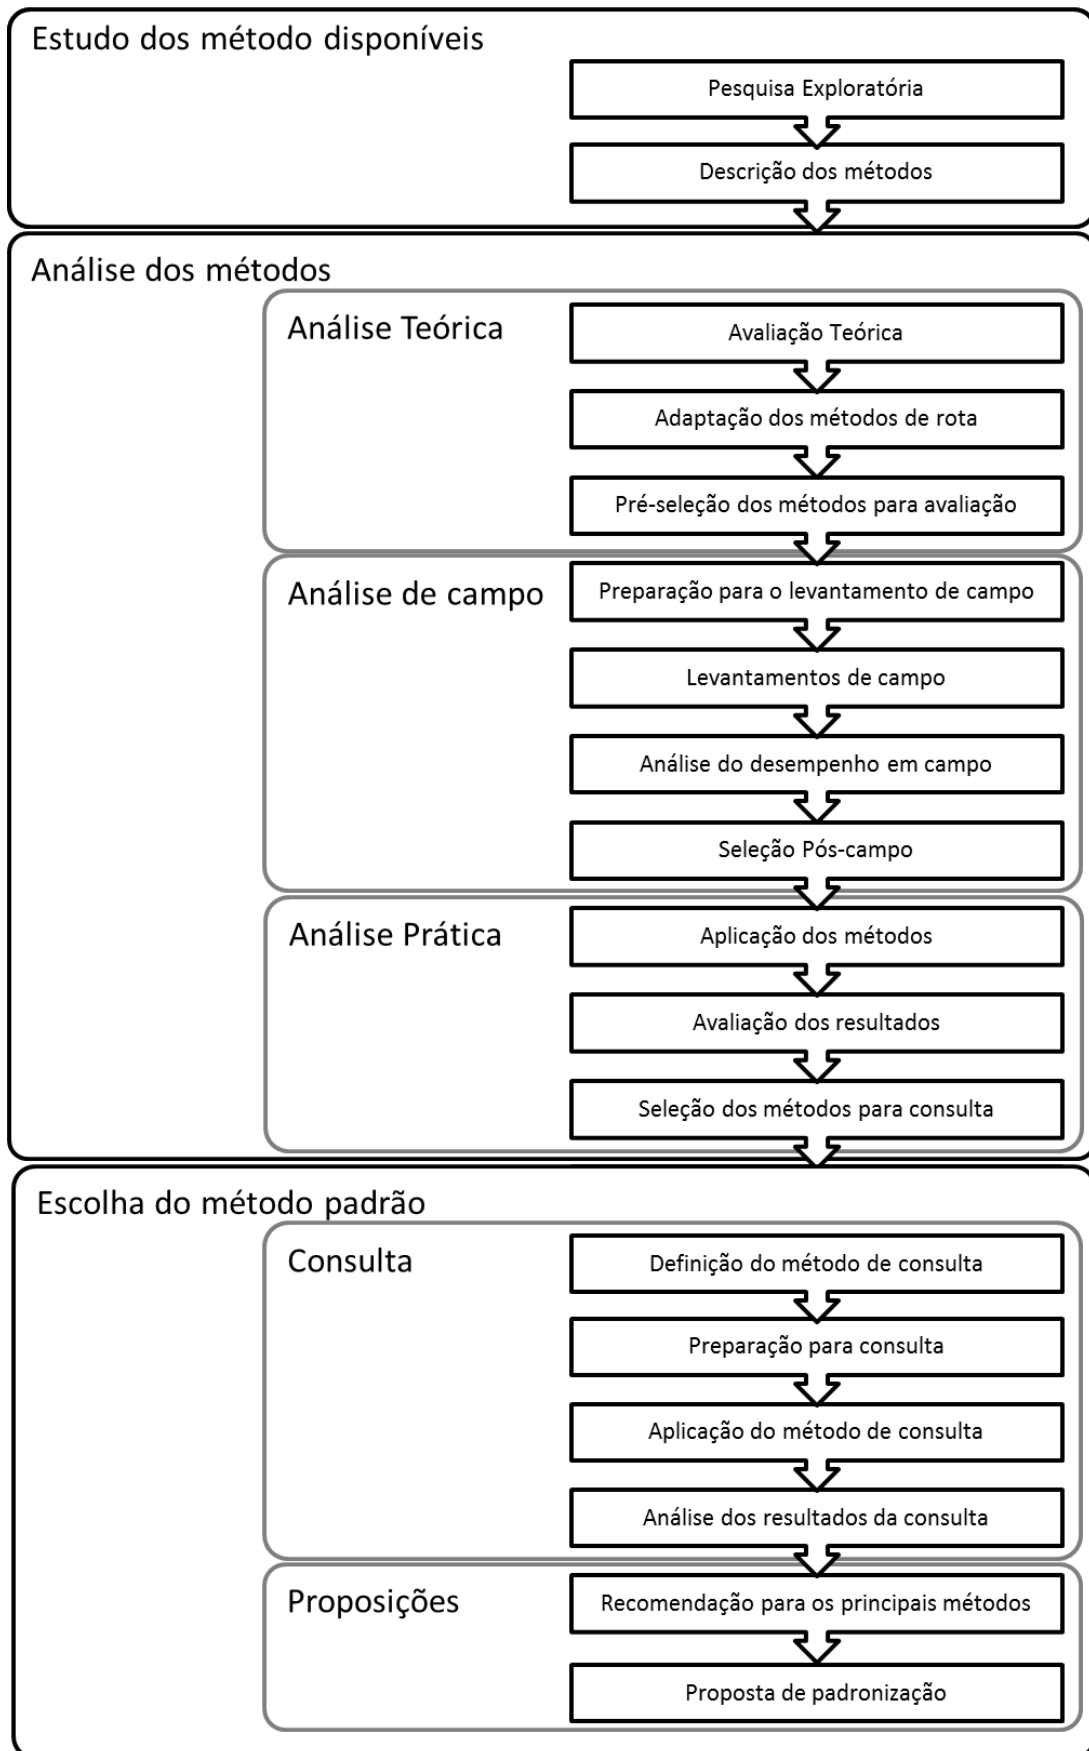 Estudo dos método disponíveis
Pesquisa Exploratória
Descrição dos métodos
Análise dos métodos
Análise Teórica
Avaliação Teórica
Adaptação dos métodos de rota
Pré-seleção dos métodos para avaliação
Análise de campo
Preparação para o levantamento de campo
Levantamentos de campo
Análise do desempenho em campo
Seleção Pós-campo
Análise Prática
Aplicação dos métodos
Avaliação dos resultados
Seleção dos métodos para consulta
Escolha do método padrão
Consulta
Definição do método de consulta
Preparação para consulta
Aplicação do método de consulta
Análise dos resultados da consulta
Proposições
Recomendação para os principais métodos
Proposta de padronização